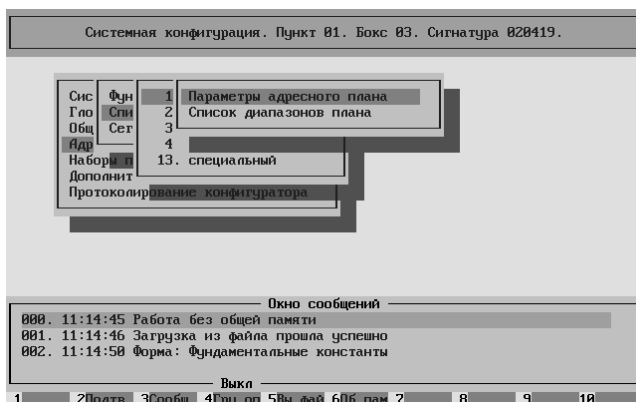 Системная конфигурация. Пункт 01. Бокс 03. Сигнатура 020419.
Сис Фун 1 Параметры адресного плана
Гло Спи 2 Список диапазонов плана
Общ Сег 3
Адр 4
Наборы п 13. специальный
Дополнит
Протоколирование конфигуратора
Окно сообщений
000. 11:14:45 Работа без общей памяти
001. 11:14:46 Загрузка из файла прошла успешно
002. 11:14:50 Форма: Фундаментальные константы
Выкл
1 2Подтв 3Сообщ 4Гру оп 5Вы фай 6Об пам 7 8 9 10